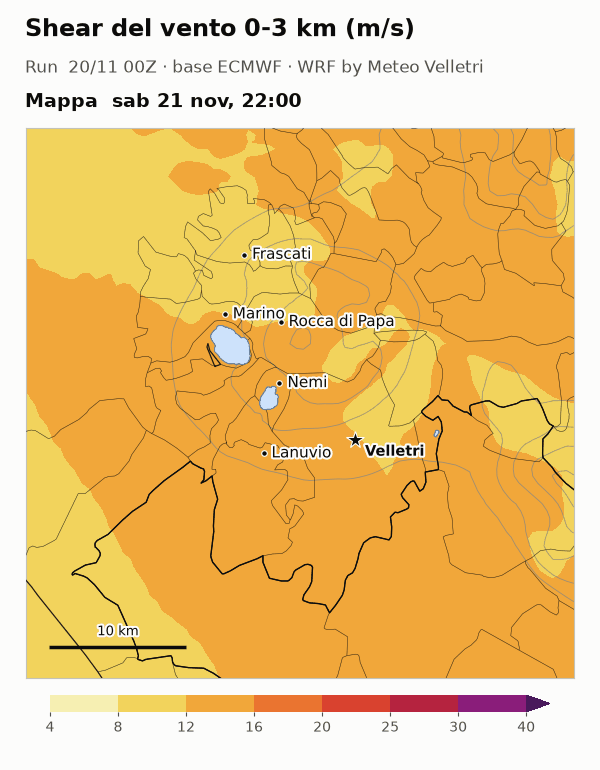 Shear del vento 0-3 km (m/s)
Run 20/11 00Z · base ECMWF · WRF by Meteo Velletri
Mappa sab 21 nov, 22:00
Frascati
Marino
Rocca di Papa
Nemi
Velletri
Lanuvio
10 km
4 8 12 16 20 25 30 40